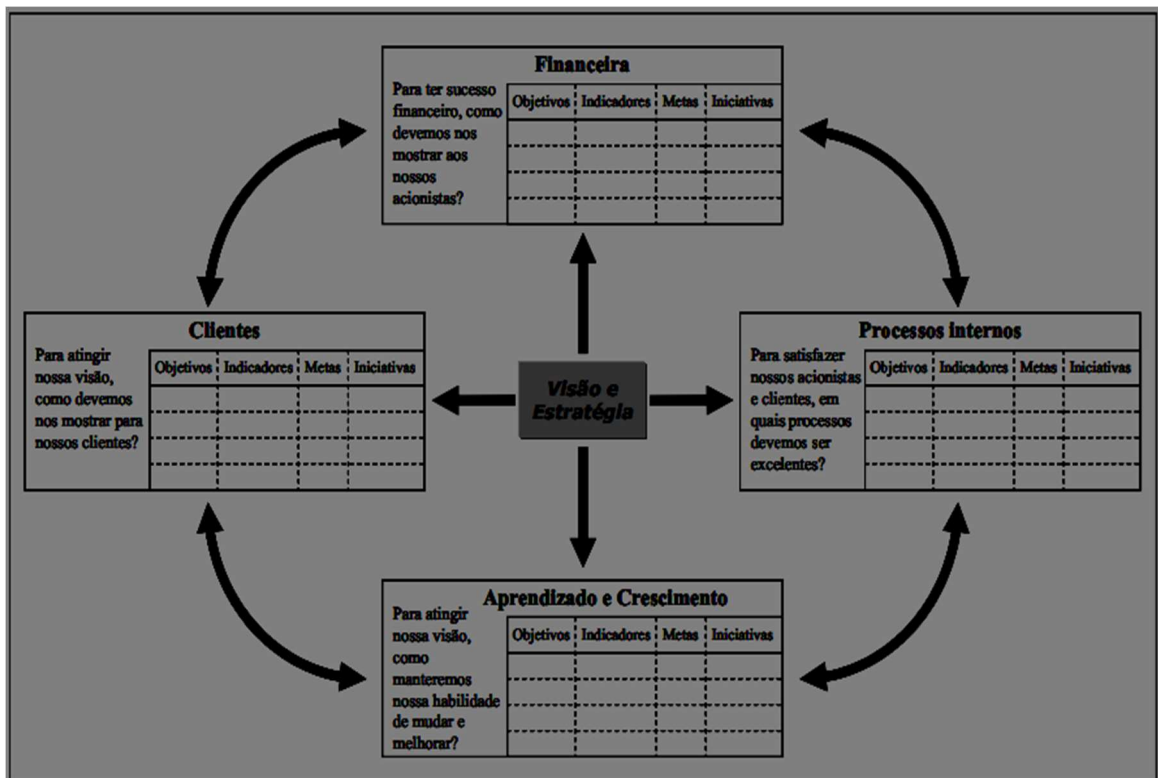 Financeira
Para ter sucesso
financeiro, como
devemos nos
mostrar aos
nossos
acionistas?
Objetivos Indicadores Metas Iniciativas
Clientes
Para atingir
nossa visão,
como devemos
nos mostrar para
nossos clientes?
Objetivos Indicadores Metas Iniciativas
Visão e
Estratégia
Processos internos
Para satisfazer
nossos acionistas
e clientes, em
quais processos
devemos ser
excelentes?
Objetivos Indicadores Metas Iniciativas
Aprendizado e Crescimento
Para atingir
nossa visão,
como
manteremos
nossa habilidade
de mudar e
melhorar?
Objetivos Indicadores Metas Iniciativas